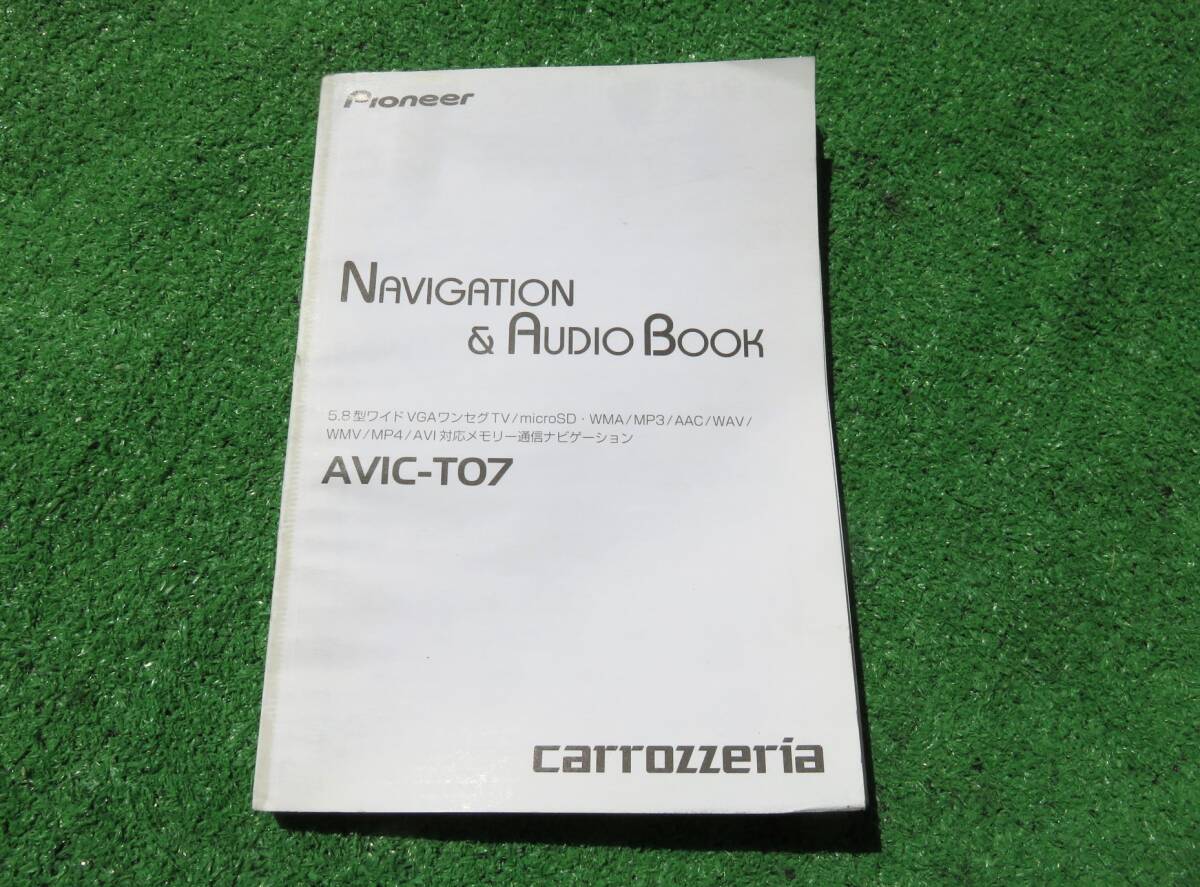 Pioneer
NAVIGATION
& AUDIO BOOK
5.8型ワイドVGAワンセグTV/microSD・WMA/MP3/AAC/WAV/
WMV/MP4/AVI対応メモリー通信ナビゲーション
AVIC-T07
carrozzeria